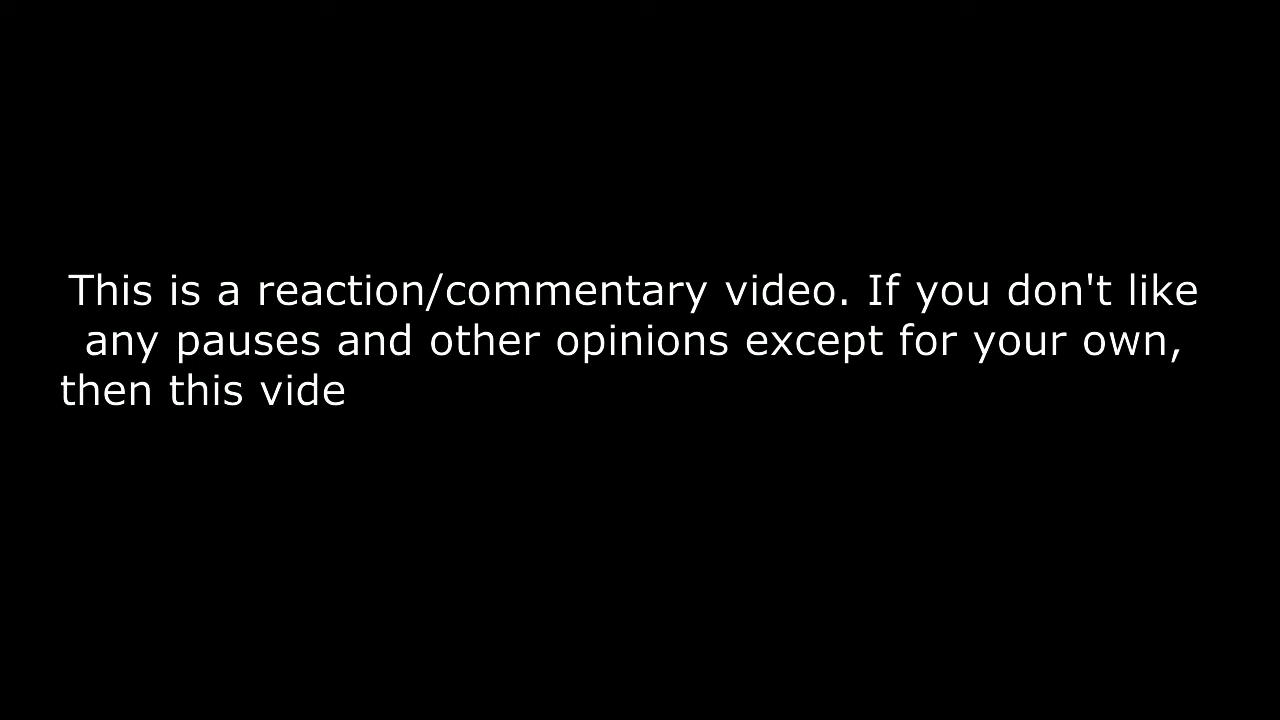 This is a reaction/commentary video. If you don't like
any pauses and other opinions except for your own,
then this vide